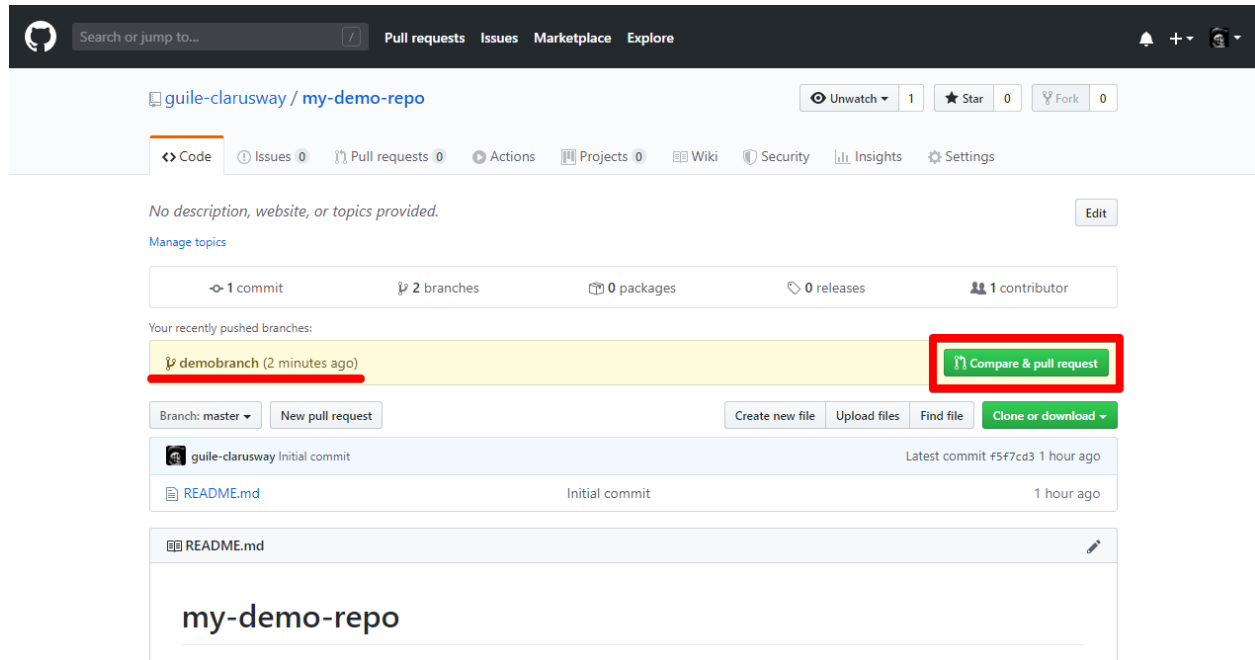 Search or jump to... / Pull requests Issues Marketplace Explore
guile-clarusway / my-demo-repo Unwatch 1 Star 0 Fork 0
Code Issues 0 Pull requests 0 Actions Projects 0 Wiki Security Insights Settings
No description, website, or topics provided. Edit
Manage topics
1 commit 2 branches 0 packages 0 releases 1 contributor
Your recently pushed branches:
demobranch (2 minutes ago) Compare & pull request
Branch: master New pull request Create new file Upload files Find file Clone or download
guile-clarusway Initial commit Latest commit f5f7cd3 1 hour ago
README.md Initial commit 1 hour ago
README.md
my-demo-repo